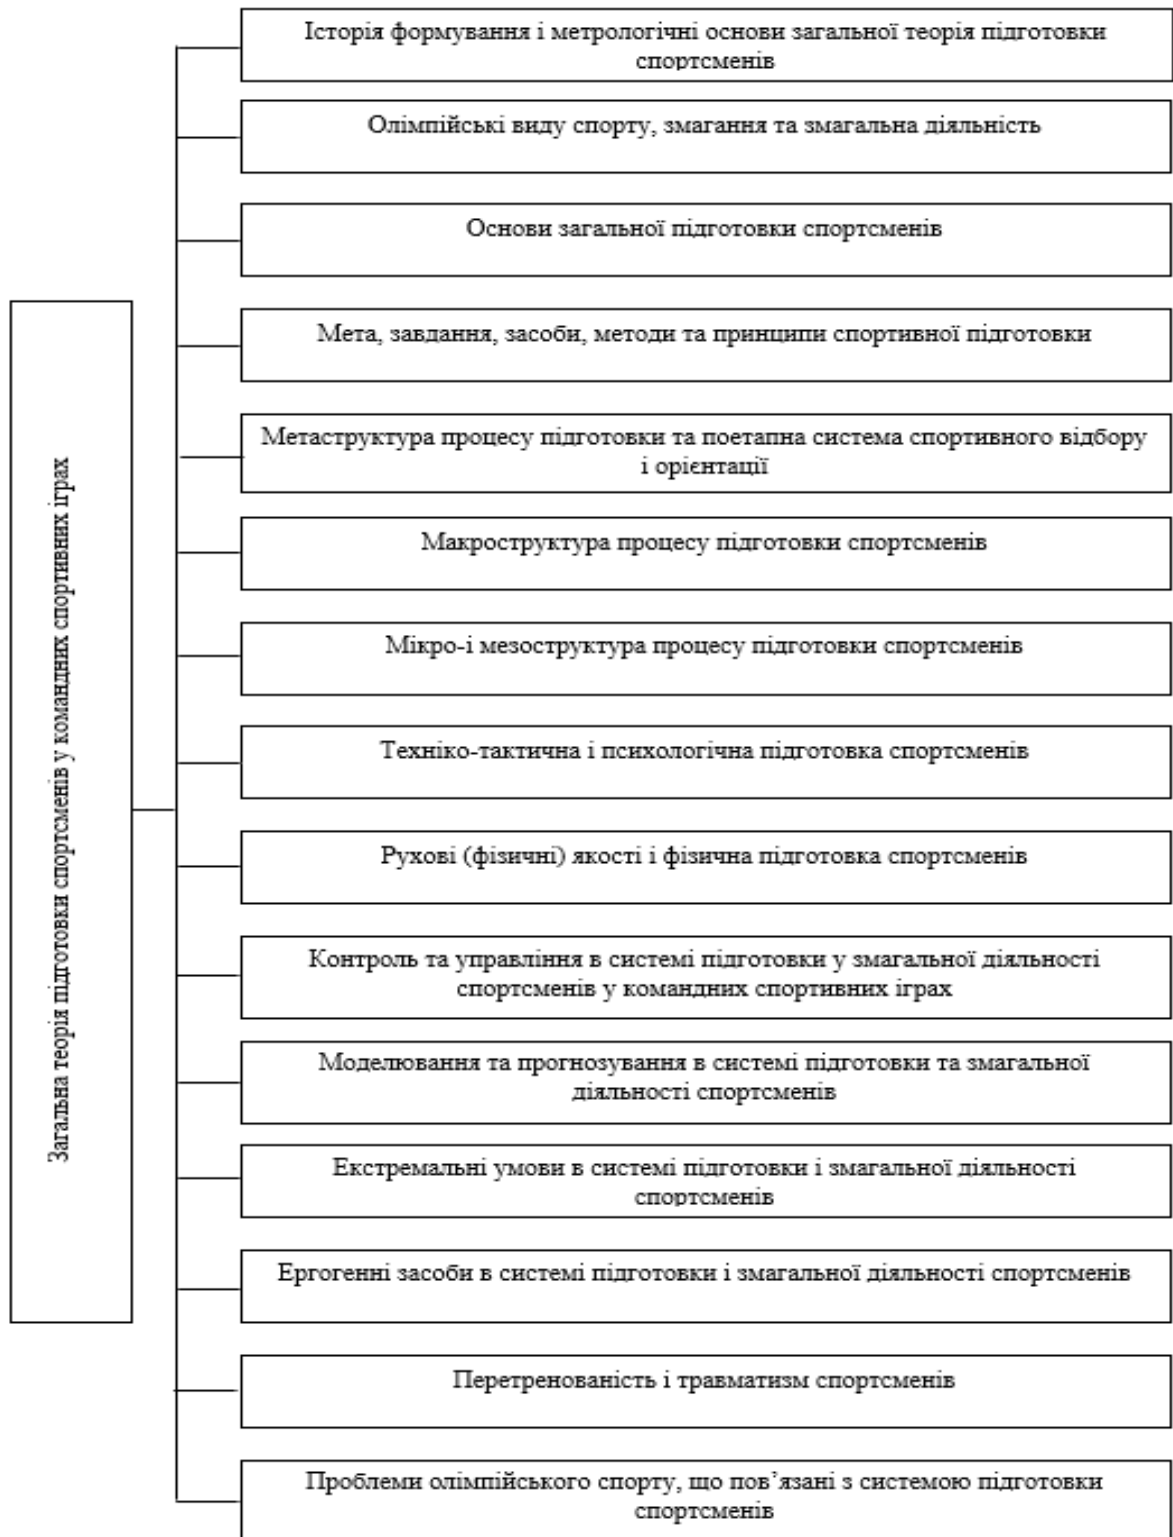 Загальна теорія підготовки спортсменів у командних спортивних іграх
Історія формування і метрологічні основи загальної теорія підготовки
спортсменів
Олімпійські виду спорту, змагання та змагальна діяльність
Основи загальної підготовки спортсменів
Мета, завдання, засоби, методи та принципи спортивної підготовки
Метаструктура процесу підготовки та поетапна система спортивного відбору
і орієнтації
Макроструктура процесу підготовки спортсменів
Мікро-і мезоструктура процесу підготовки спортсменів
Техніко-тактична і психологічна підготовка спортсменів
Рухові (фізичні) якості і фізична підготовка спортсменів
Контроль та управління в системі підготовки у змагальної діяльності
спортсменів у командних спортивних іграх
Моделювання та прогнозування в системі підготовки та змагальної
діяльності спортсменів
Екстремальні умови в системі підготовки і змагальної діяльності
спортсменів
Ергогенні засоби в системі підготовки і змагальної діяльності спортсменів
Перетренованість і травматизм спортсменів
Проблеми олімпійського спорту, що пов’язані з системою підготовки
спортсменів